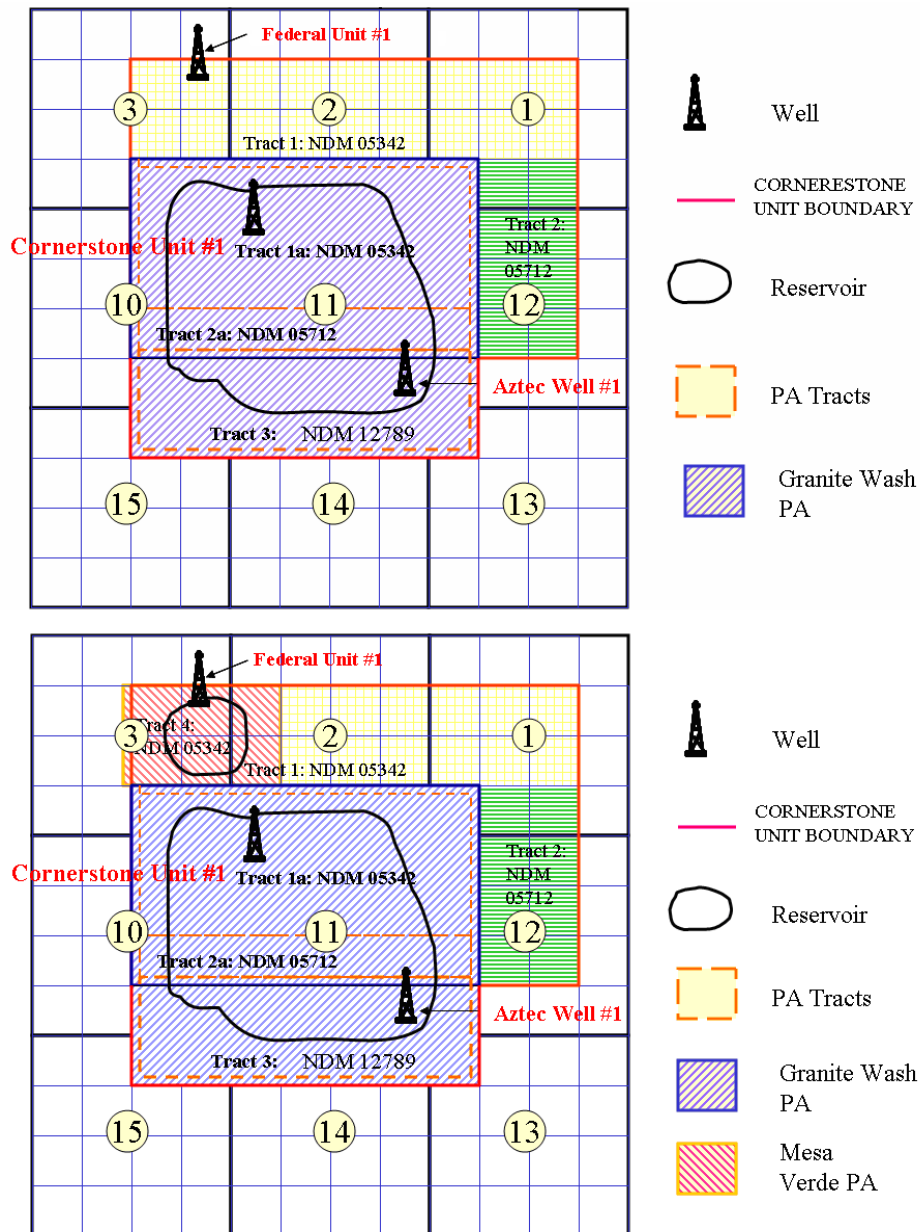 Federal Unit #1
3
2
1
Tract 1: NDM 05342
Tract 2:
NDM
05712
Cornerstone Unit #1
Tract 1a: NDM 05342
10
11
12
Tract 2a: NDM 05712
Aztec Well #1
Tract 3: NDM 12789
15
14
13
Well
CORNERESTONE
UNIT BOUNDARY
Reservoir
PA Tracts
Granite Wash
PA
Federal Unit #1
Tract 4:
NDM 05342
3
2
1
Tract 1: NDM 05342
Tract 2:
NDM
05712
Cornerstone Unit #1
Tract 1a: NDM 05342
10
11
12
Tract 2a: NDM 05712
Aztec Well #1
Tract 3: NDM 12789
15
14
13
Well
CORNERESTONE
UNIT BOUNDARY
Reservoir
PA Tracts
Granite Wash
PA
Mesa
Verde PA